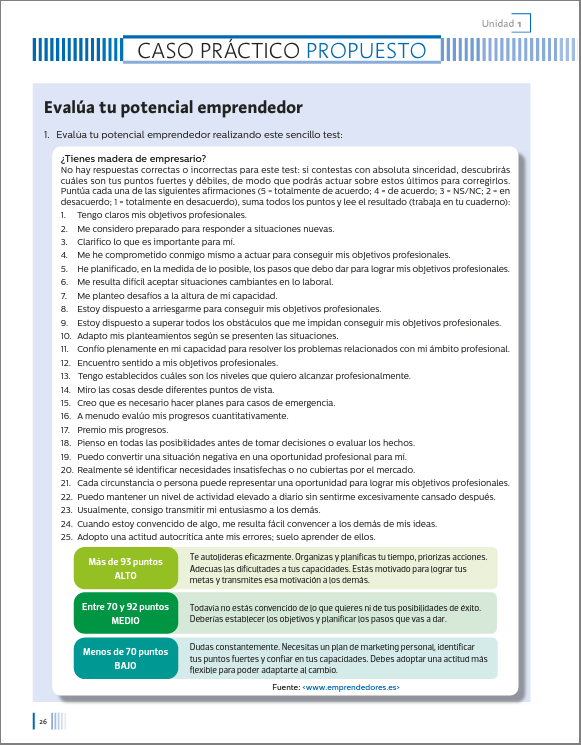 Unidad 1
CASO PRÁCTICO PROPUESTO
Evalúa tu potencial emprendedor
1. Evalúa tu potencial emprendedor realizando este sencillo test:
¿Tienes madera de empresario?
No hay respuestas correctas o incorrectas para este test: si contestas con absoluta sinceridad, descubrirás
cuáles son tus puntos fuertes y débiles, de modo que podrás actuar sobre estos últimos para corregirlos.
Puntúa cada una de las siguientes afirmaciones (5 = totalmente de acuerdo; 4 = de acuerdo; 3 = NS/NC; 2 = en
desacuerdo; 1 = totalmente en desacuerdo), suma todos los puntos y lee el resultado (trabaja en tu cuaderno):
1. Tengo claros mis objetivos profesionales.
2. Me considero preparado para responder a situaciones nuevas.
3. Clarifico lo que es importante para mí.
4. Me he comprometido conmigo mismo a actuar para conseguir mis objetivos profesionales.
5. He planificado, en la medida de lo posible, los pasos que debo dar para lograr mis objetivos profesionales.
6. Me resulta difícil aceptar situaciones cambiantes en lo laboral.
7. Me planteo desafíos a la altura de mi capacidad.
8. Estoy dispuesto a arriesgarme para conseguir mis objetivos profesionales.
9. Estoy dispuesto a superar todos los obstáculos que me impidan conseguir mis objetivos profesionales.
10. Adapto mis planteamientos según se presenten las situaciones.
11. Confío plenamente en mi capacidad para resolver los problemas relacionados con mi ámbito profesional.
12. Encuentro sentido a mis objetivos profesionales.
13. Tengo establecidos cuáles son los niveles que quiero alcanzar profesionalmente.
14. Miro las cosas desde diferentes puntos de vista.
15. Creo que es necesario hacer planes para casos de emergencia.
16. A menudo evalúo mis progresos cuantitativamente.
17. Premio mis progresos.
18. Pienso en todas las posibilidades antes de tomar decisiones o evaluar los hechos.
19. Puedo convertir una situación negativa en una oportunidad profesional para mí.
20. Realmente sé identificar necesidades insatisfechas o no cubiertas por el mercado.
21. Cada circunstancia o persona puede representar una oportunidad para lograr mis objetivos profesionales.
22. Puedo mantener un nivel de actividad elevado a diario sin sentirme excesivamente cansado después.
23. Usualmente, consigo transmitir mi entusiasmo a los demás.
24. Cuando estoy convencido de algo, me resulta fácil convencer a los demás de mis ideas.
25. Adopto una actitud autocrítica ante mis errores; suelo aprender de ellos.
Más de 93 puntos
ALTO
Te autolideras eficazmente. Organizas y planificas tu tiempo, priorizas acciones.
Adecuas las dificultades a tus capacidades. Estás motivado para lograr tus
metas y transmites esa motivación a los demás.
Entre 70 y 92 puntos
MEDIO
Todavía no estás convencido de lo que quieres ni de tus posibilidades de éxito.
Deberías establecer los objetivos y planificar los pasos que vas a dar.
Menos de 70 puntos
BAJO
Dudas constantemente. Necesitas un plan de marketing personal, identificar
tus puntos fuertes y confiar en tus capacidades. Debes adoptar una actitud más
flexible para poder adaptarte al cambio.
Fuente: <www.emprendedores.es>
26